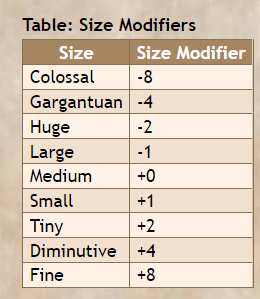 Table: Size Modifiers
Size Size Modifier
Colossal -8
Gargantuan -4
Huge -2
Large -1
Medium +0
Small +1
Tiny +2
Diminutive +4
Fine +8